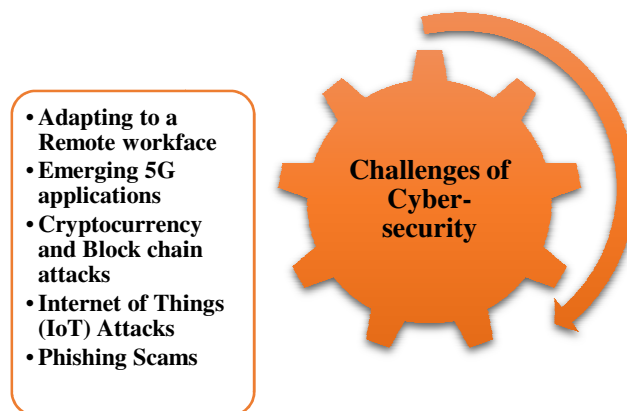 • Adapting to a
Remote workface
• Emerging 5G
applications
• Cryptocurrency
and Block chain
attacks
• Internet of Things
(IoT) Attacks
• Phishing Scams
Challenges of
Cyber-
security